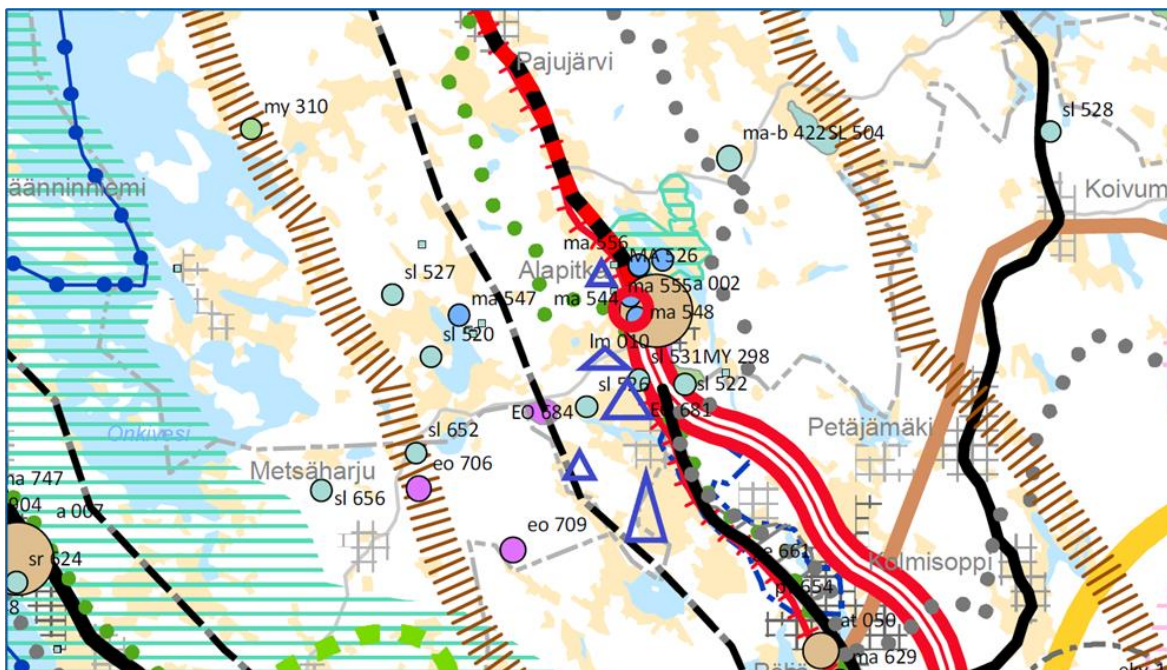 Pajujärvi
my 310
sl 528
ma-b 422
SL 504
äänninniemi
Koivum
ma 556
MA 526
sl 527
Alapitk
ma 555
a 002
ma 547
ma 544
ma 548
sl 520
lm 010
sl 531
MY 298
sl 526
sl 522
EO 684
681
Petäjämäki
Onkivesi
sl 652
Metsäharju
eo 706
na 747
sl 656
904
a 007
eo 709
sr 624
661
Kolmisoppi
654
8
at 050
ma 629